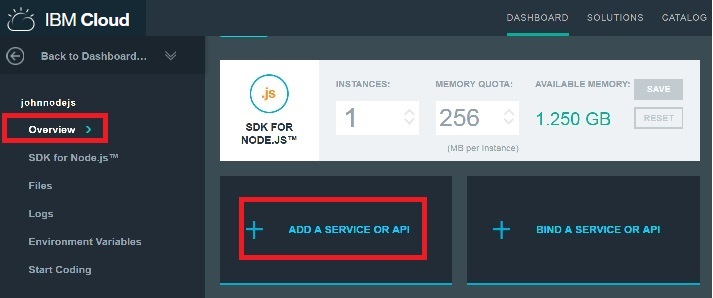 IBM Cloud
DASHBOARD SOLUTIONS CATALOG
Back to Dashboard...
johnnodejs
Overview
SDK for Node.js™
Files
Logs
Environment Variables
Start Coding
.js
SDK FOR
NODE.JS™
INSTANCES:
1
MEMORY QUOTA:
256
(MB per Instance)
AVAILABLE MEMORY:
1.250 GB
SAVE
RESET
ADD A SERVICE OR API
BIND A SERVICE OR API